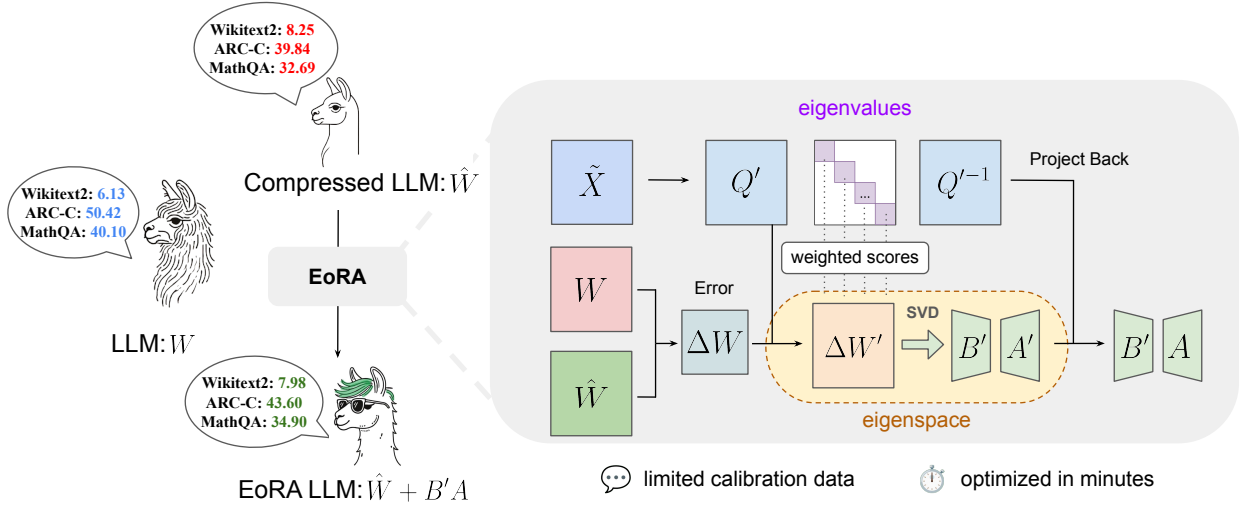 Wikitext2: 8.25
ARC-C: 39.84
MathQA: 32.69
Compressed LLM: Ŵ
Wikitext2: 6.13
ARC-C: 50.42
MathQA: 40.10
LLM: W
EoRA
Wikitext2: 7.98
ARC-C: 43.60
MathQA: 34.90
EoRA LLM: Ŵ + B′A
eigenvalues
X̃
Q′
...
Q′⁻¹
Project Back
weighted scores
W
Error
ΔW
Ŵ
ΔW′
SVD
B′
A′
B′
A
eigenspace
limited calibration data
optimized in minutes